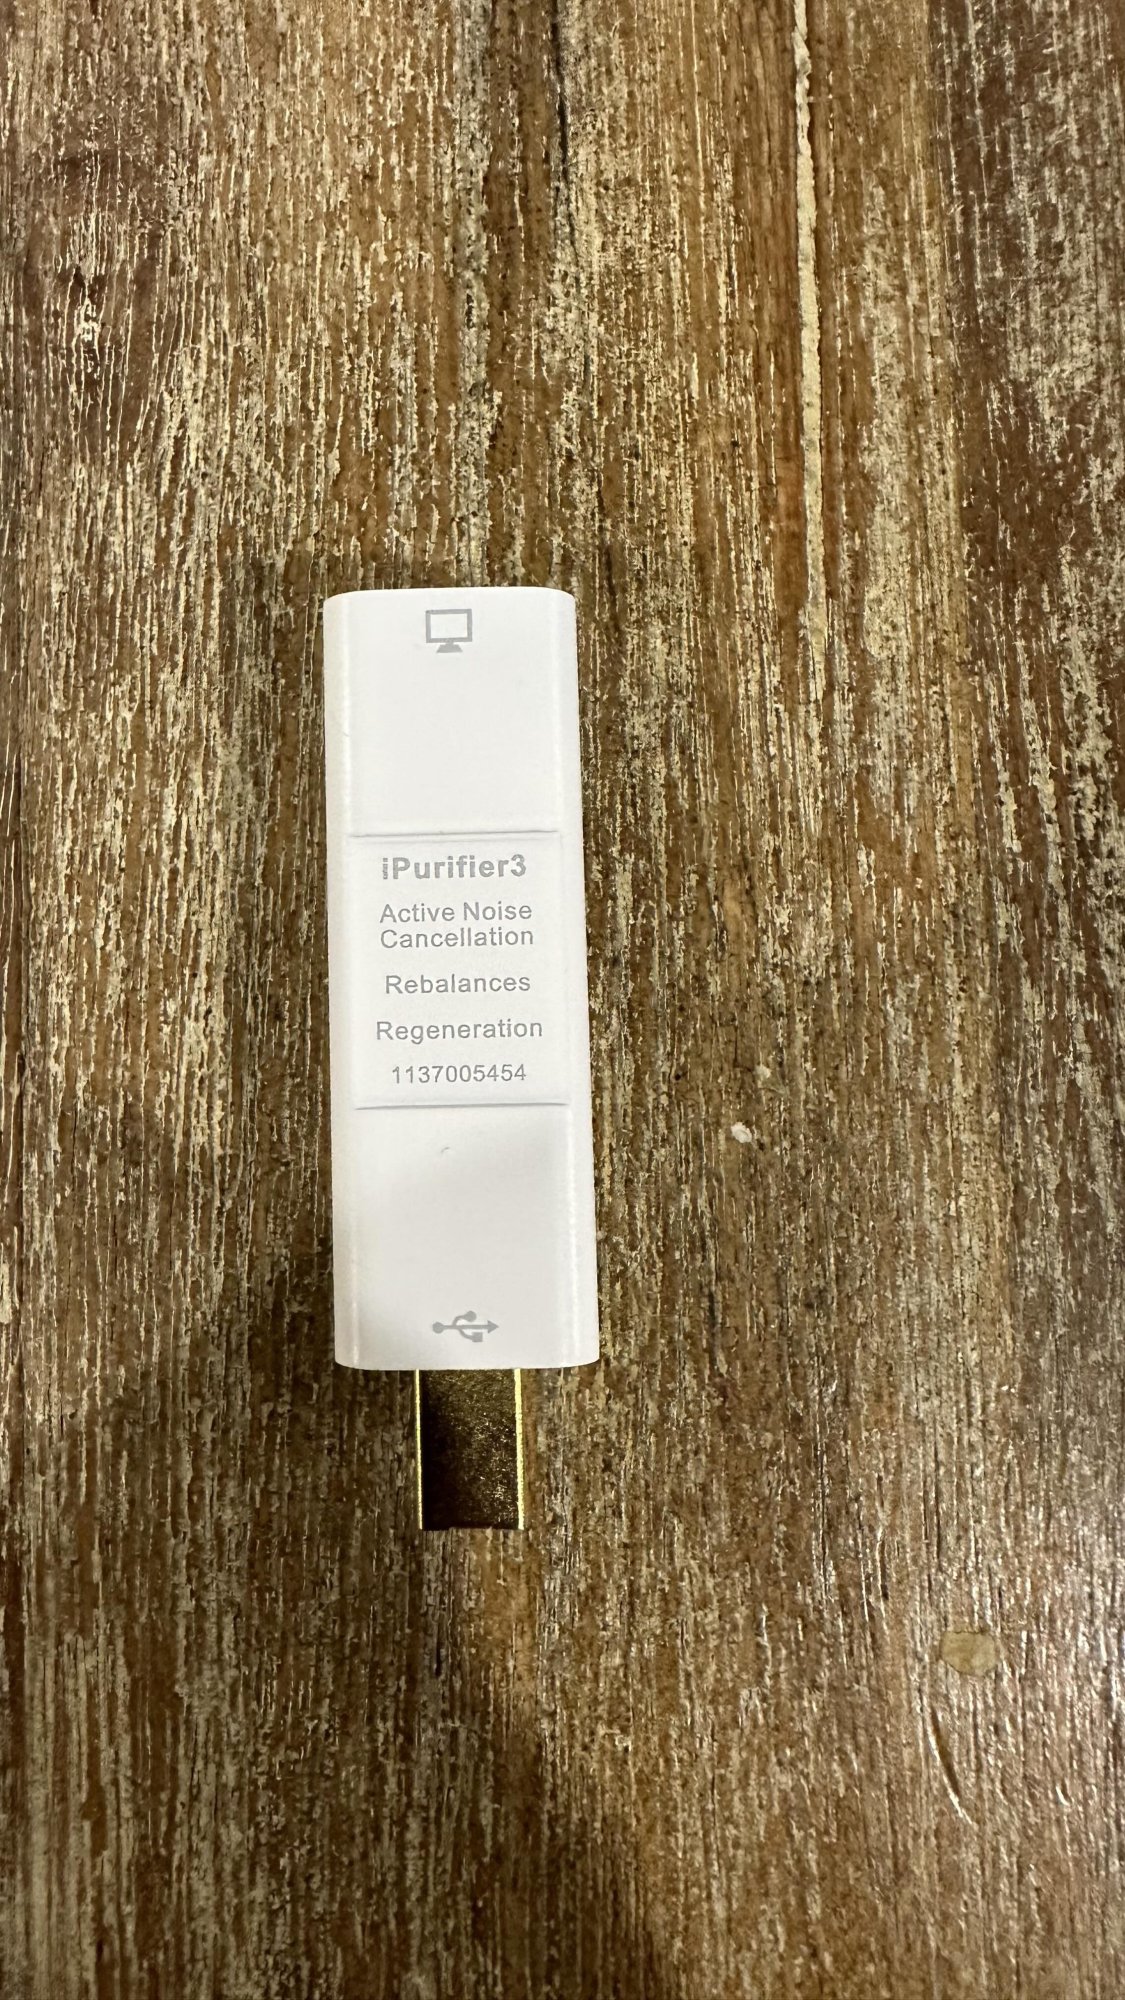 iPurifier3
Active Noise
Cancellation
Rebalances
Regeneration
1137005454